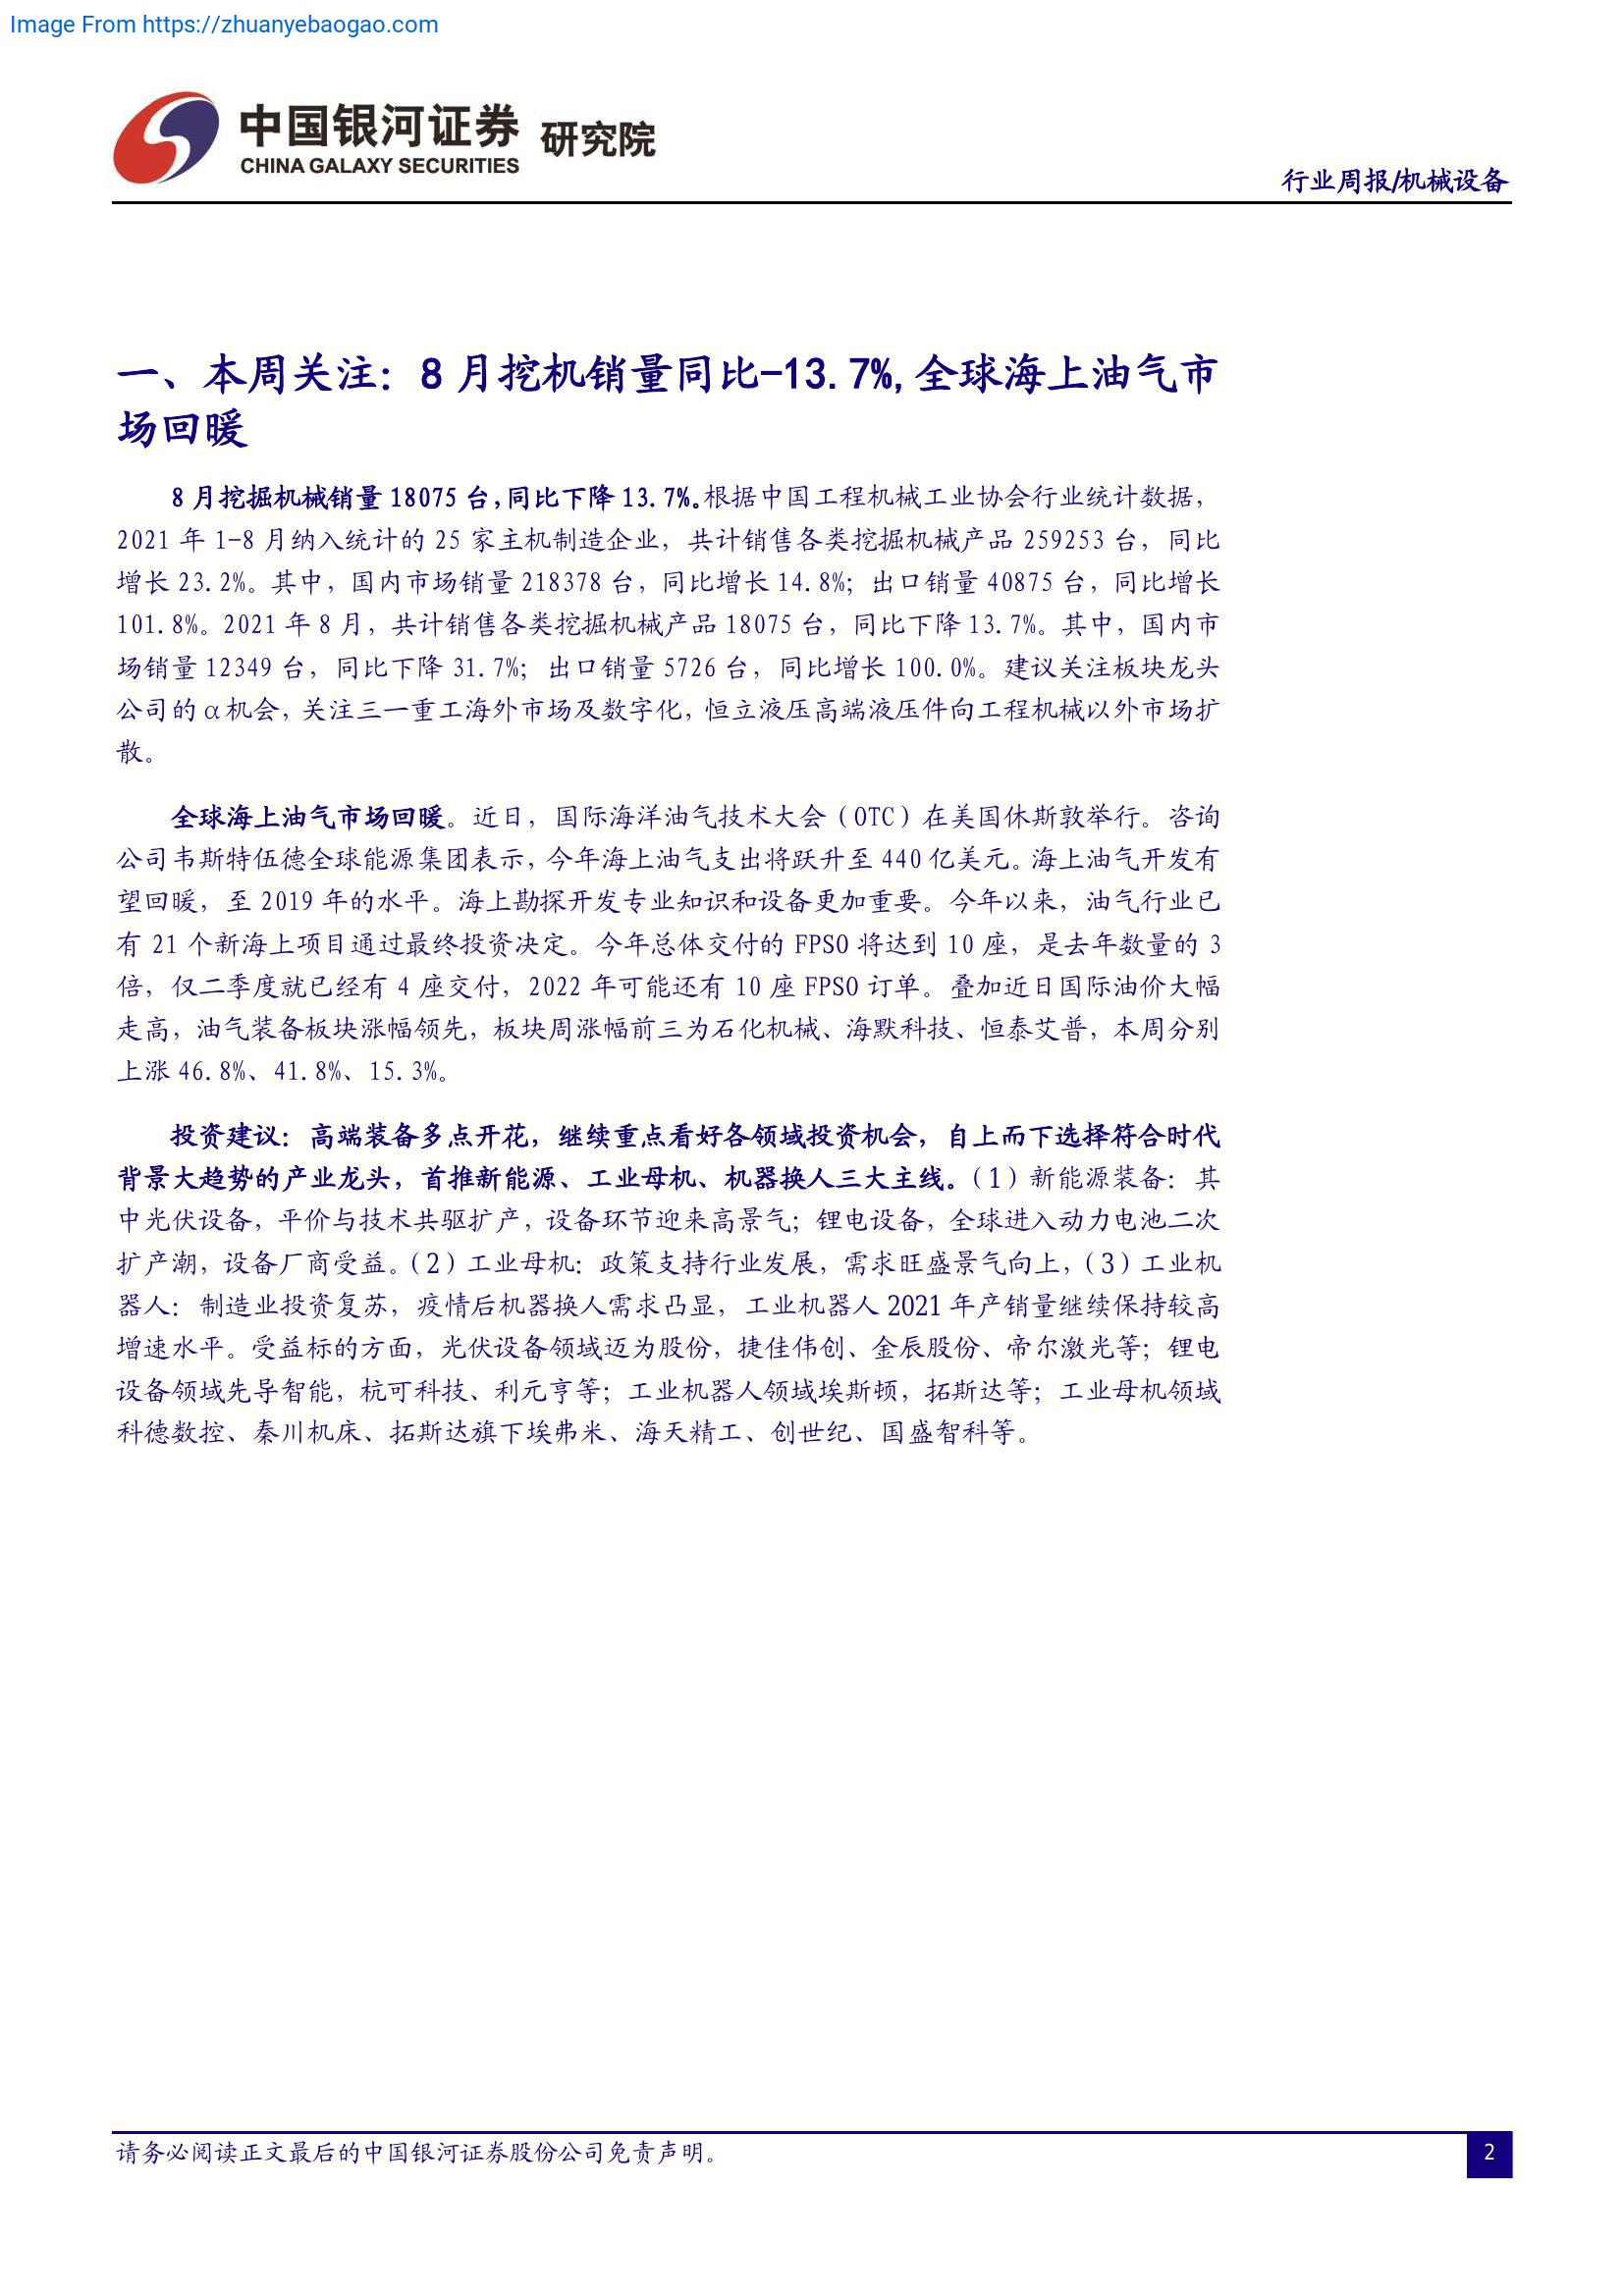 Image From https://zhuanyebaogao.com
中国银河证券 研究院
CHINA GALAXY SECURITIES
行业周报/机械设备
一、本周关注：8 月挖机销量同比-13.7%,全球海上油气市
场回暖
8 月挖掘机械销量 18075 台，同比下降 13.7%。根据中国工程机械工业协会行业统计数据，
2021 年 1-8 月纳入统计的 25 家主机制造企业，共计销售各类挖掘机械产品 259253 台，同比
增长 23.2%。其中，国内市场销量 218378 台，同比增长 14.8%；出口销量 40875 台，同比增长
101.8%。2021 年 8 月，共计销售各类挖掘机械产品 18075 台，同比下降 13.7%。其中，国内市
场销量 12349 台，同比下降 31.7%；出口销量 5726 台，同比增长 100.0%。建议关注板块龙头
公司的 α 机会，关注三一重工海外市场及数字化，恒立液压高端液压件向工程机械以外市场扩
散。
全球海上油气市场回暖。近日，国际海洋油气技术大会（OTC）在美国休斯敦举行。咨询
公司韦斯特伍德全球能源集团表示，今年海上油气支出将跃升至 440 亿美元。海上油气开发有
望回暖，至 2019 年的水平。海上勘探开发专业知识和设备更加重要。今年以来，油气行业已
有 21 个新海上项目通过最终投资决定。今年总体交付的 FPSO 将达到 10 座，是去年数量的 3
倍，仅二季度就已经有 4 座交付，2022 年可能还有 10 座 FPSO 订单。叠加近日国际油价大幅
走高，油气装备板块涨幅领先，板块周涨幅前三为石化机械、海默科技、恒泰艾普，本周分别
上涨 46.8%、41.8%、15.3%。
投资建议：高端装备多点开花，继续重点看好各领域投资机会，自上而下选择符合时代
背景大趋势的产业龙头，首推新能源、工业母机、机器换人三大主线。（1）新能源装备：其
中光伏设备，平价与技术共驱扩产，设备环节迎来高景气；锂电设备，全球进入动力电池二次
扩产潮，设备厂商受益。（2）工业母机：政策支持行业发展，需求旺盛景气向上，（3）工业机
器人：制造业投资复苏，疫情后机器换人需求凸显，工业机器人 2021 年产销量继续保持较高
增速水平。受益标的方面，光伏设备领域迈为股份，捷佳伟创、金辰股份、帝尔激光等；锂电
设备领域先导智能，杭可科技、利元亨等；工业机器人领域埃斯顿，拓斯达等；工业母机领域
科德数控、秦川机床、拓斯达旗下埃弗米、海天精工、创世纪、国盛智科等。
请务必阅读正文最后的中国银河证券股份公司免责声明。
2